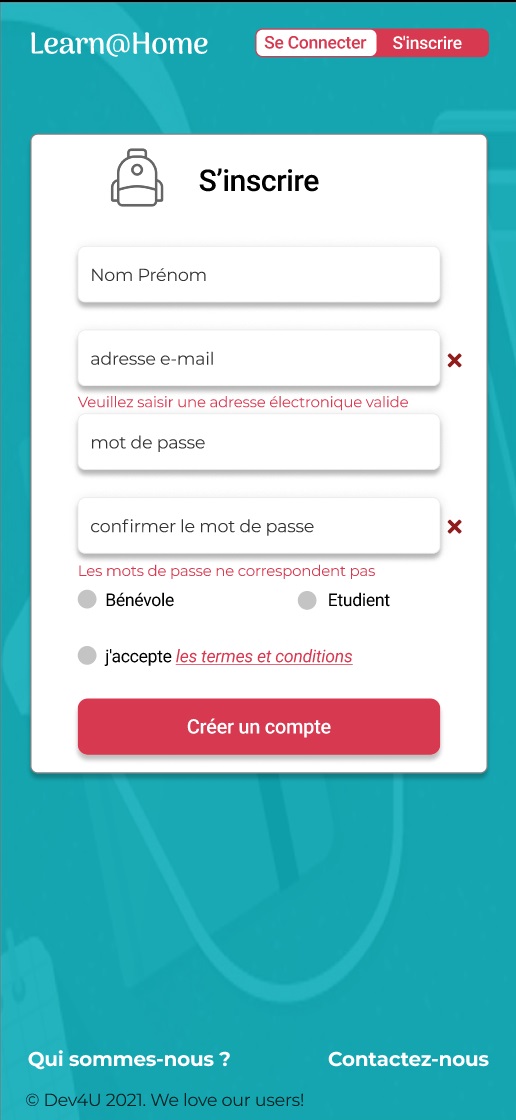 Learn@Home
Se Connecter S'inscrire
S'inscrire
Nom Prénom
adresse e-mail
Veuillez saisir une adresse électronique valide
mot de passe
confirmer le mot de passe
Les mots de passe ne correspondent pas
Bénévole Etudient
j'accepte les termes et conditions
Créer un compte
Qui sommes-nous ? Contactez-nous
© Dev4U 2021. We love our users!